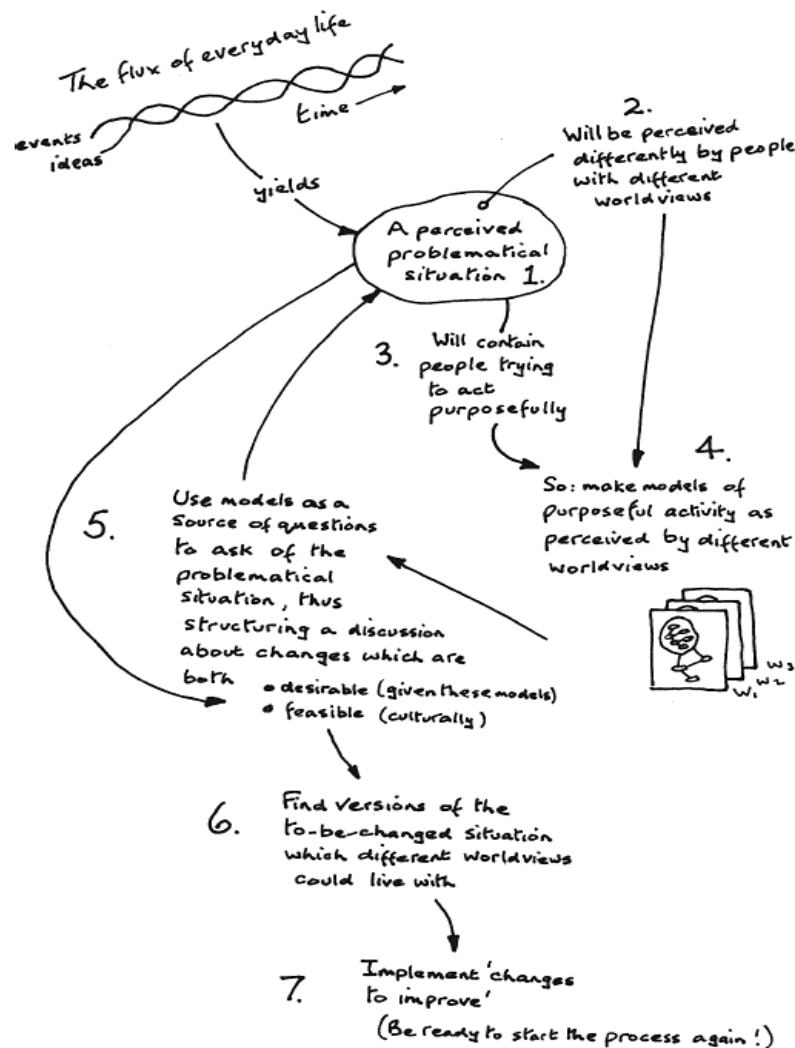 The flux of everyday life
events
ideas
time
yields
2.
Will be perceived
differently by people
with different
worldviews
A perceived
problematical
situation 1.
3.
Will contain
people trying
to act
purposefully
4.
So: make models of
purposeful activity as
perceived by different
worldviews
W1
W2
W3
5.
Use models as a
source of questions
to ask of the
problematical
situation, thus
structuring a discussion
about changes which are
both
• desirable (given these models)
• feasible (culturally)
6.
Find versions of the
to-be-changed situation
which different worldviews
could live with
7.
Implement 'changes
to improve'
(Be ready to start the process again!)